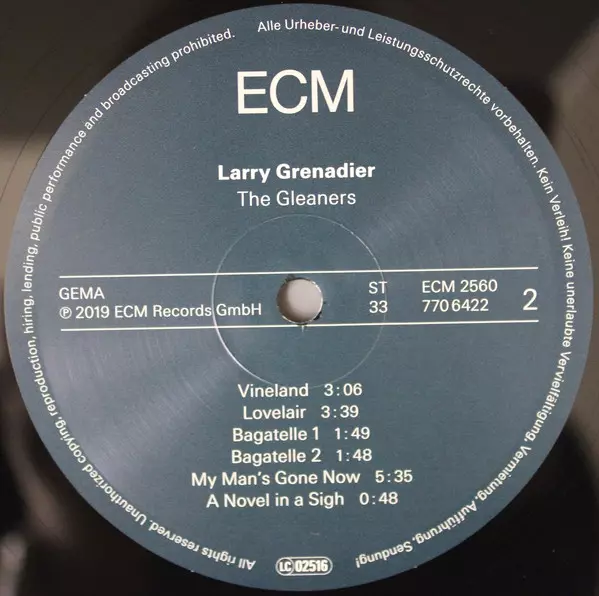 Alle Urheber- und Leistungsschutzrechte vorbehalten. Kein Verleih! Keine unerlaubte Vervielfältigung, Vermietung, Aufführung, Sendung!
ECM
Larry Grenadier
The Gleaners
GEMA ST ECM 2560
℗ 2019 ECM Records GmbH 33 770 6422 2
Vineland 3:06
Lovelair 3:39
Bagatelle 1 1:49
Bagatelle 2 1:48
My Man's Gone Now 5:35
A Novel in a Sigh 0:48
LC 02516
All rights reserved. Unauthorized copying, reproduction, hiring, lending, public performance and broadcasting prohibited.